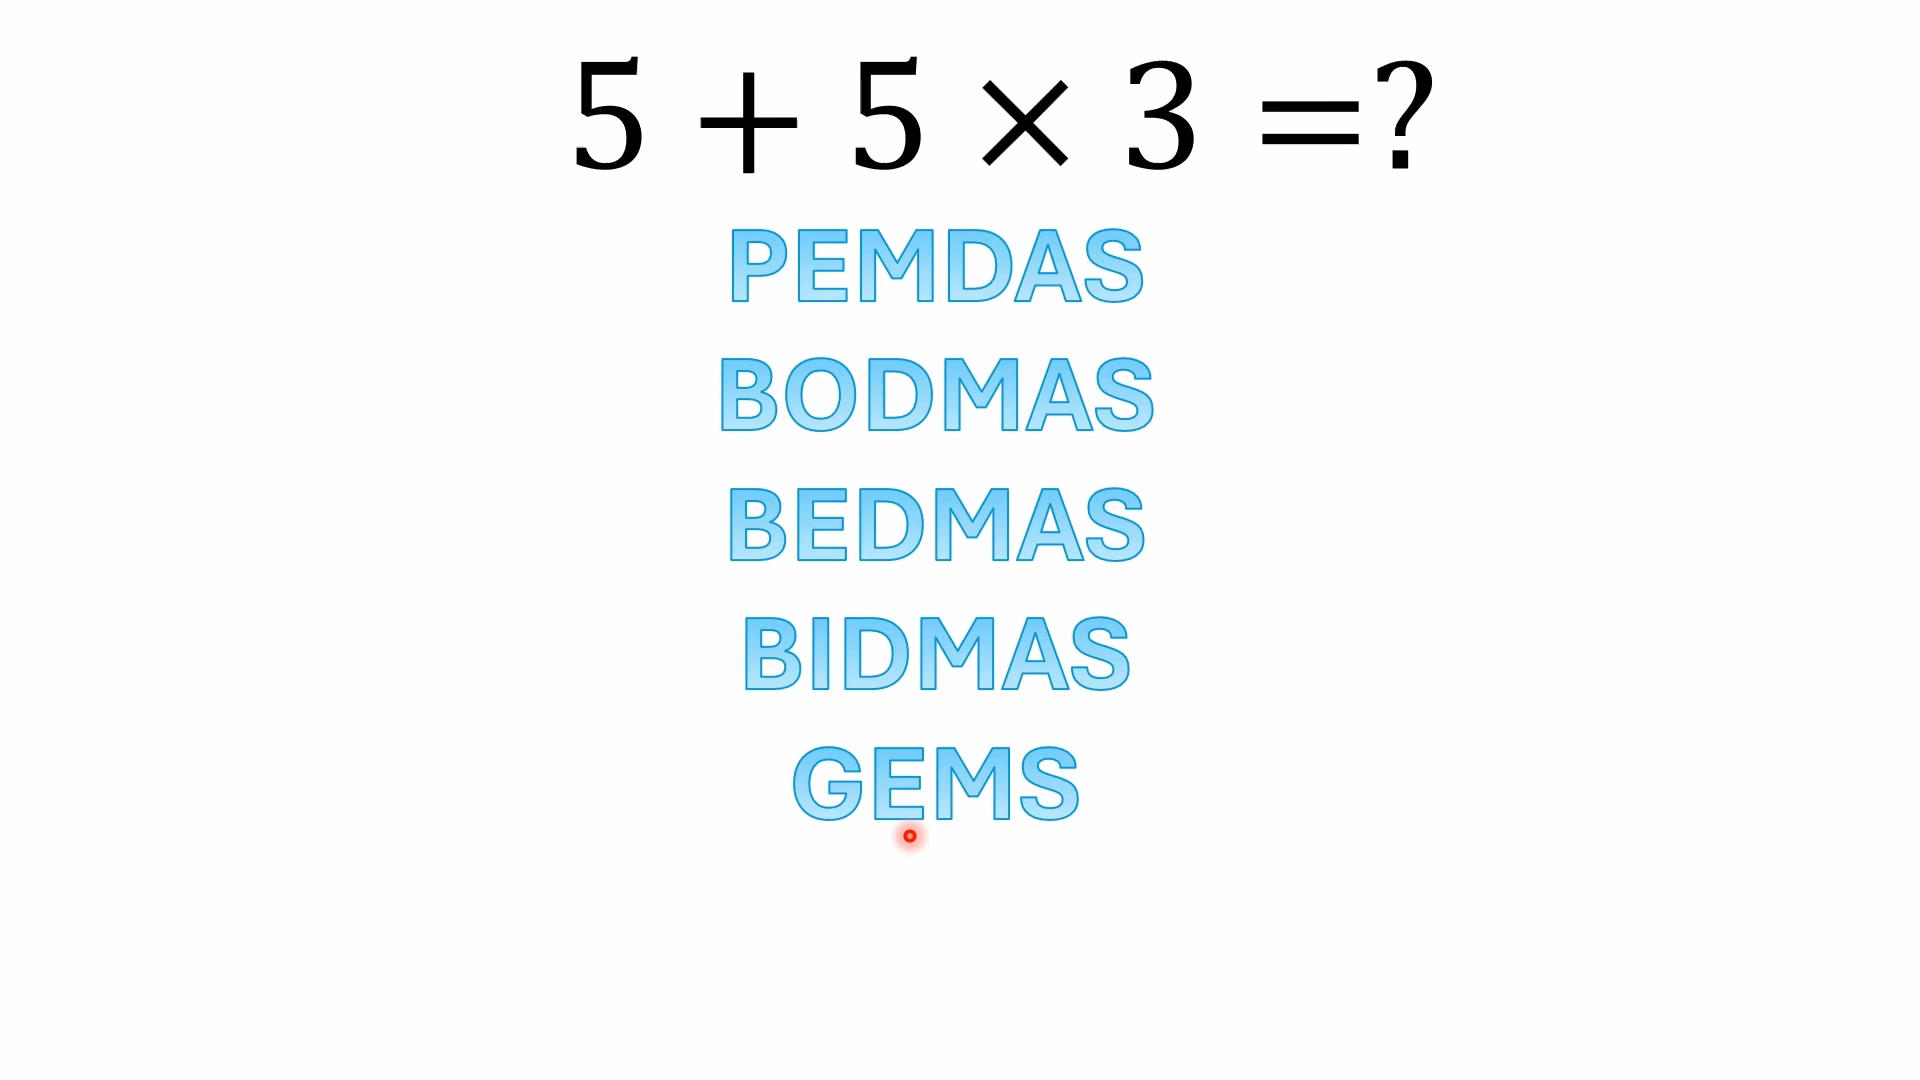 5 + 5 × 3 =?
PEMDAS
BODMAS
BEDMAS
BIDMAS
GEMS